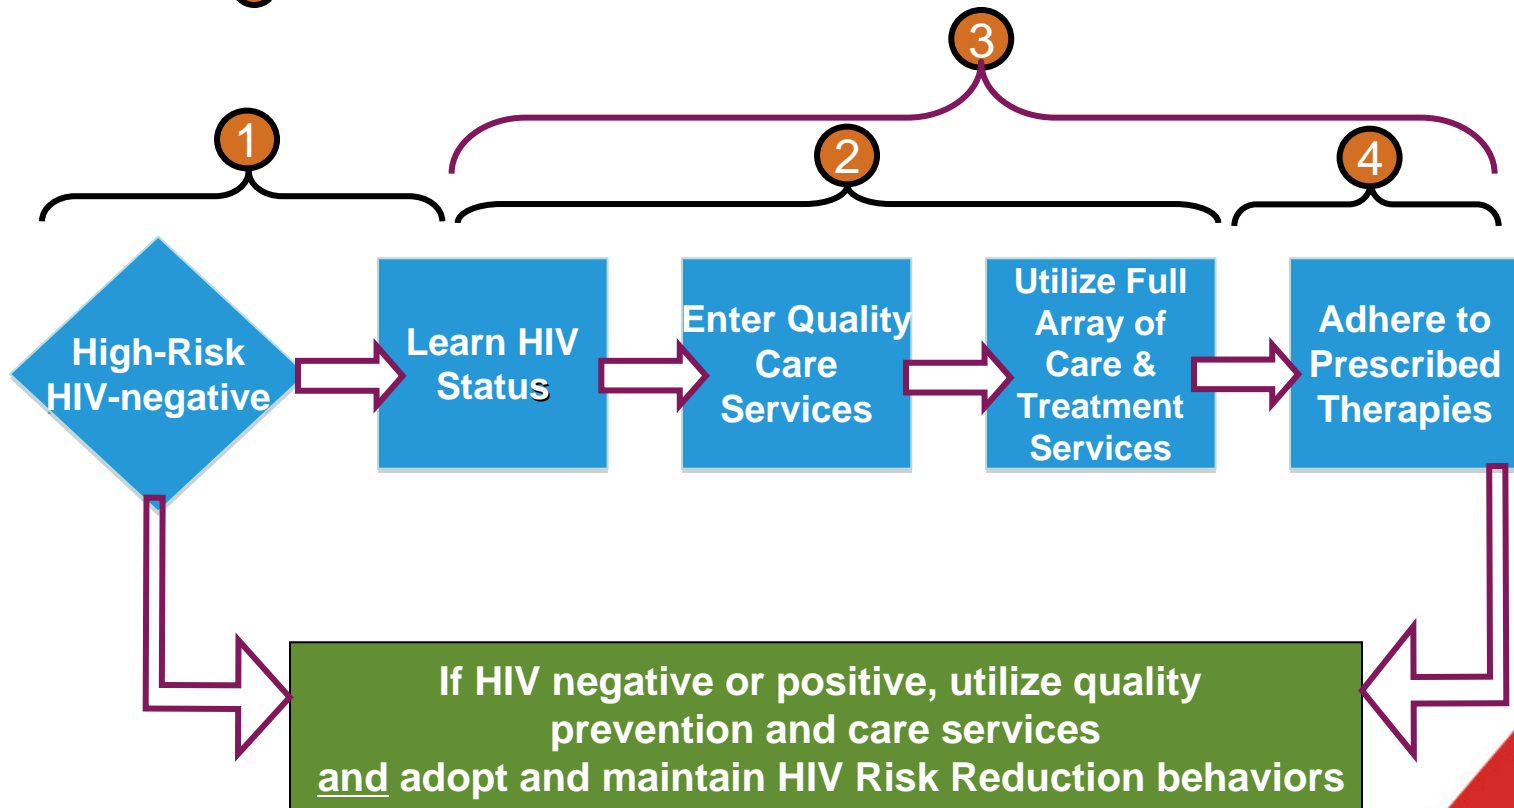 3
1
2
4
High-Risk
HIV-negative
Learn HIV
Status
Enter Quality
Care
Services
Utilize Full
Array of
Care &
Treatment
Services
Adhere to
Prescribed
Therapies
If HIV negative or positive, utilize quality
prevention and care services
and adopt and maintain HIV Risk Reduction behaviors